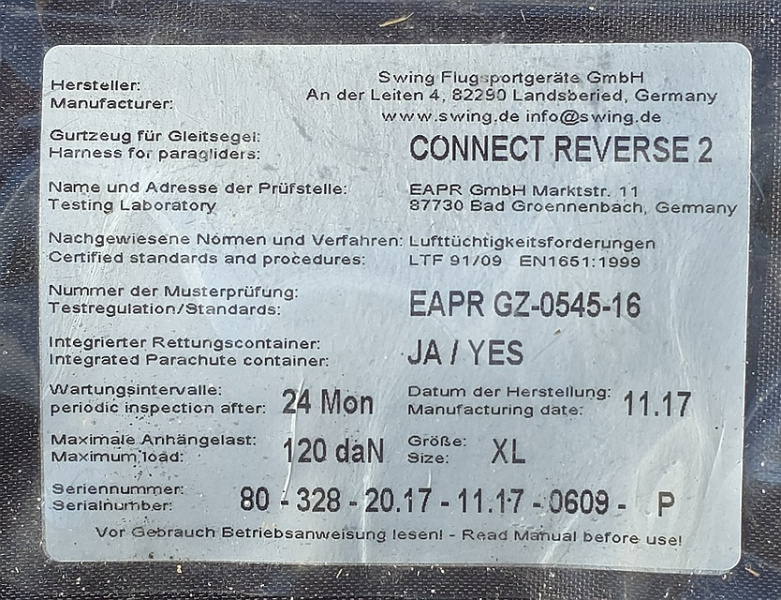 Hersteller:
Manufacturer:
Swing Flugsportgeräte GmbH
An der Leiten 4, 82290 Landsberied, Germany
www.swing.de info@swing.de
Gurtzeug für Gleitsegel:
Harness for paragliders:
CONNECT REVERSE 2
Name und Adresse der Prüfstelle:
Testing Laboratory
EAPR GmbH Marktstr. 11
87730 Bad Groennenbach, Germany
Nachgewiesene Normen und Verfahren:
Certified standards and procedures:
Lufttüchtigkeitsforderungen
LTF 91/09 EN1651:1999
Nummer der Musterprüfung:
Testregulation/Standards:
EAPR GZ-0545-16
Integrierter Rettungscontainer:
Integrated Parachute container:
JA / YES
Wartungsintervalle:
periodic inspection after:
24 Mon
Datum der Herstellung:
Manufacturing date:
11.17
Maximale Anhängelast:
Maximum load:
120 daN
Größe:
Size:
XL
Seriennummer:
Serialnumber:
80 - 328 - 20.17 - 11.17 - 0609 - P
Vor Gebrauch Betriebsanweisung lesen! - Read Manual before use!